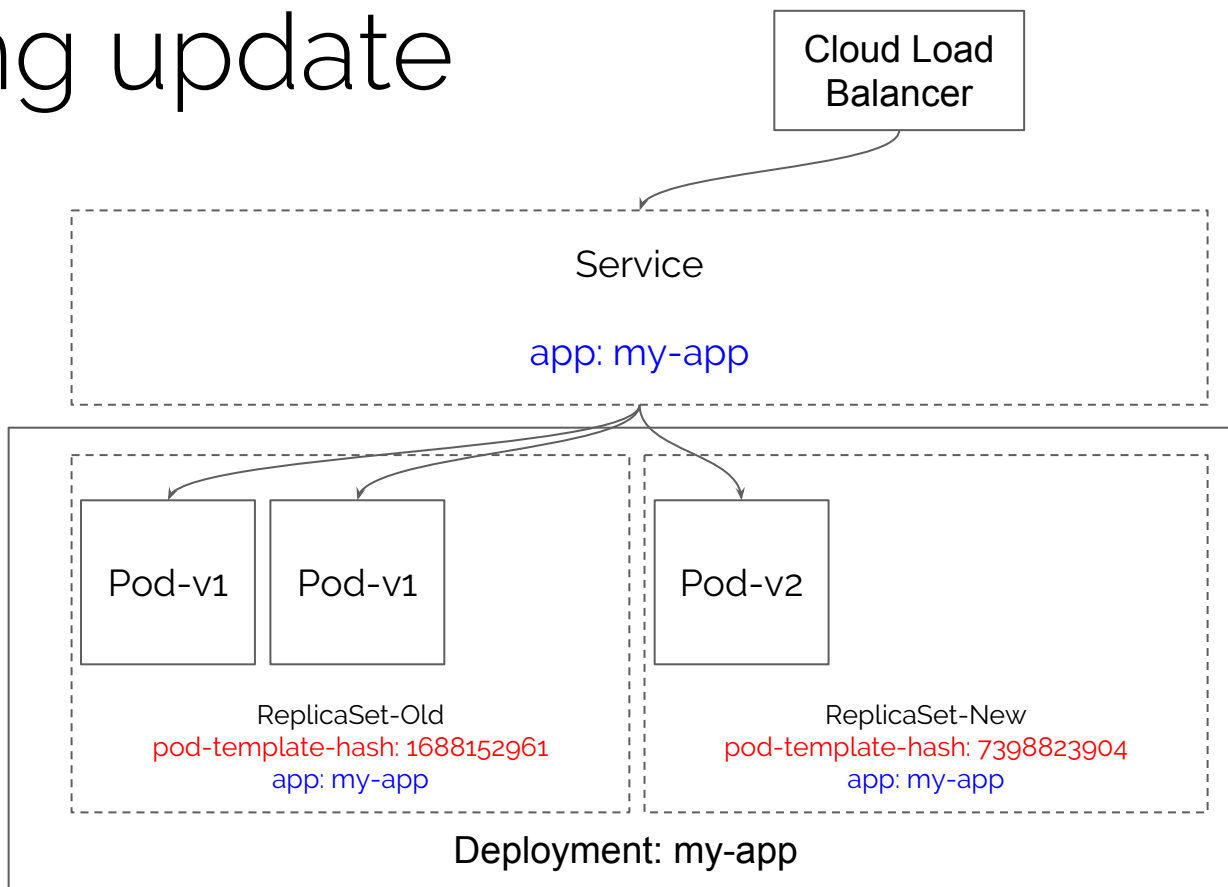 ng update
Cloud Load
Balancer
Service
app: my-app
Pod-v1
Pod-v1
Pod-v2
ReplicaSet-Old
pod-template-hash: 1688152961
app: my-app
ReplicaSet-New
pod-template-hash: 7398823904
app: my-app
Deployment: my-app